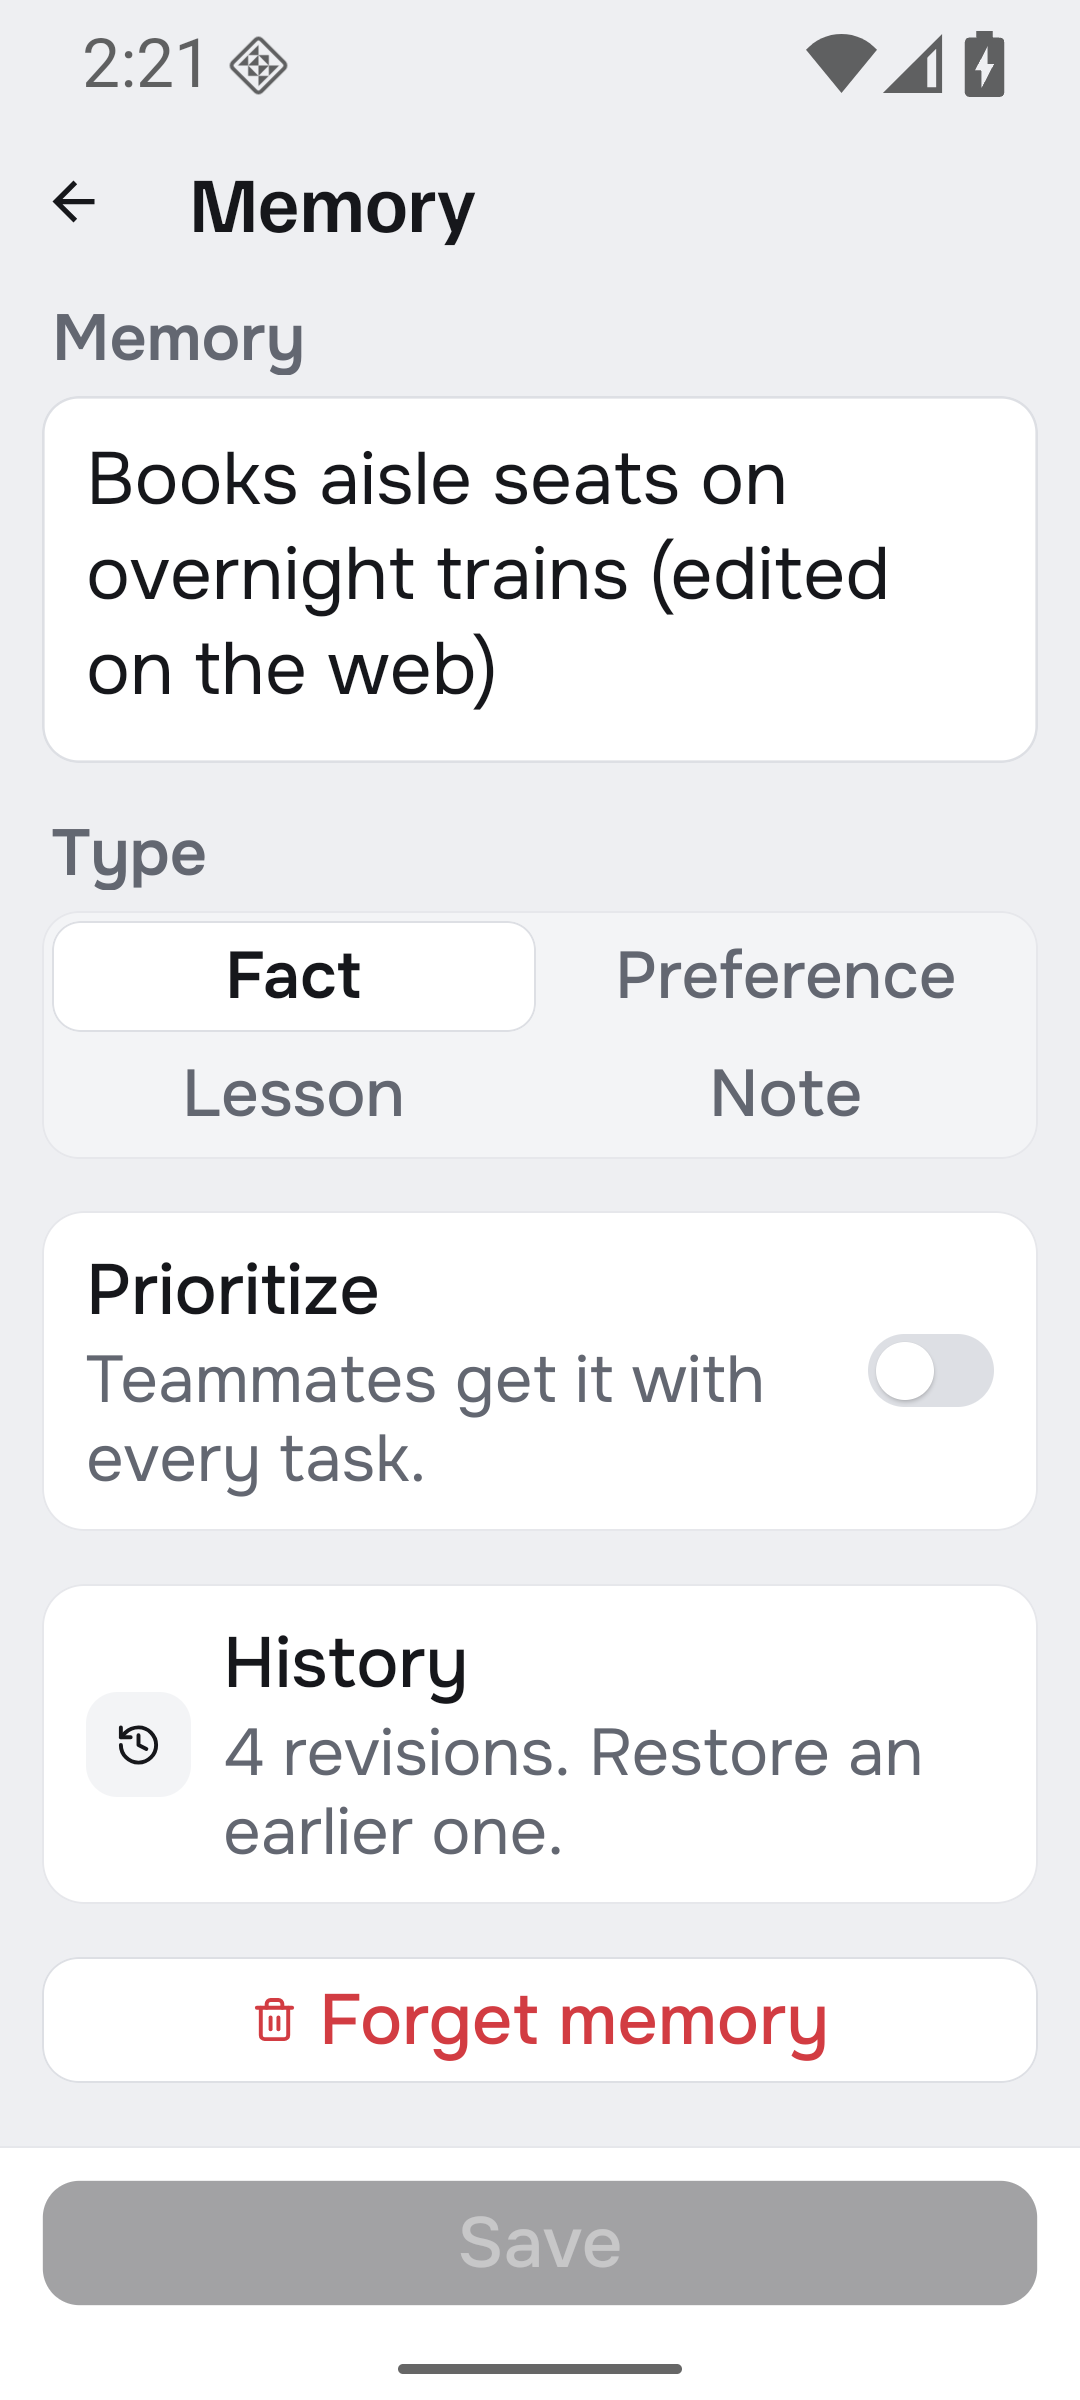 2:21
Memory
Memory
Books aisle seats on
overnight trains (edited
on the web)
Type
Fact
Preference
Lesson
Note
Prioritize
Teammates get it with
every task.
History
4 revisions. Restore an
earlier one.
Forget memory
Save